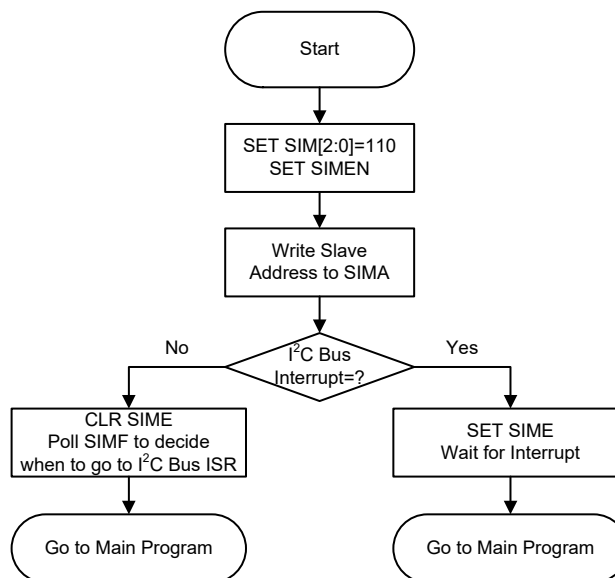 Start
SET SIM[2:0]=110
SET SIMEN
Write Slave
Address to SIMA
I²C Bus
Interrupt=?
No
Yes
CLR SIME
Poll SIMF to decide
when to go to I²C Bus ISR
SET SIME
Wait for Interrupt
Go to Main Program
Go to Main Program